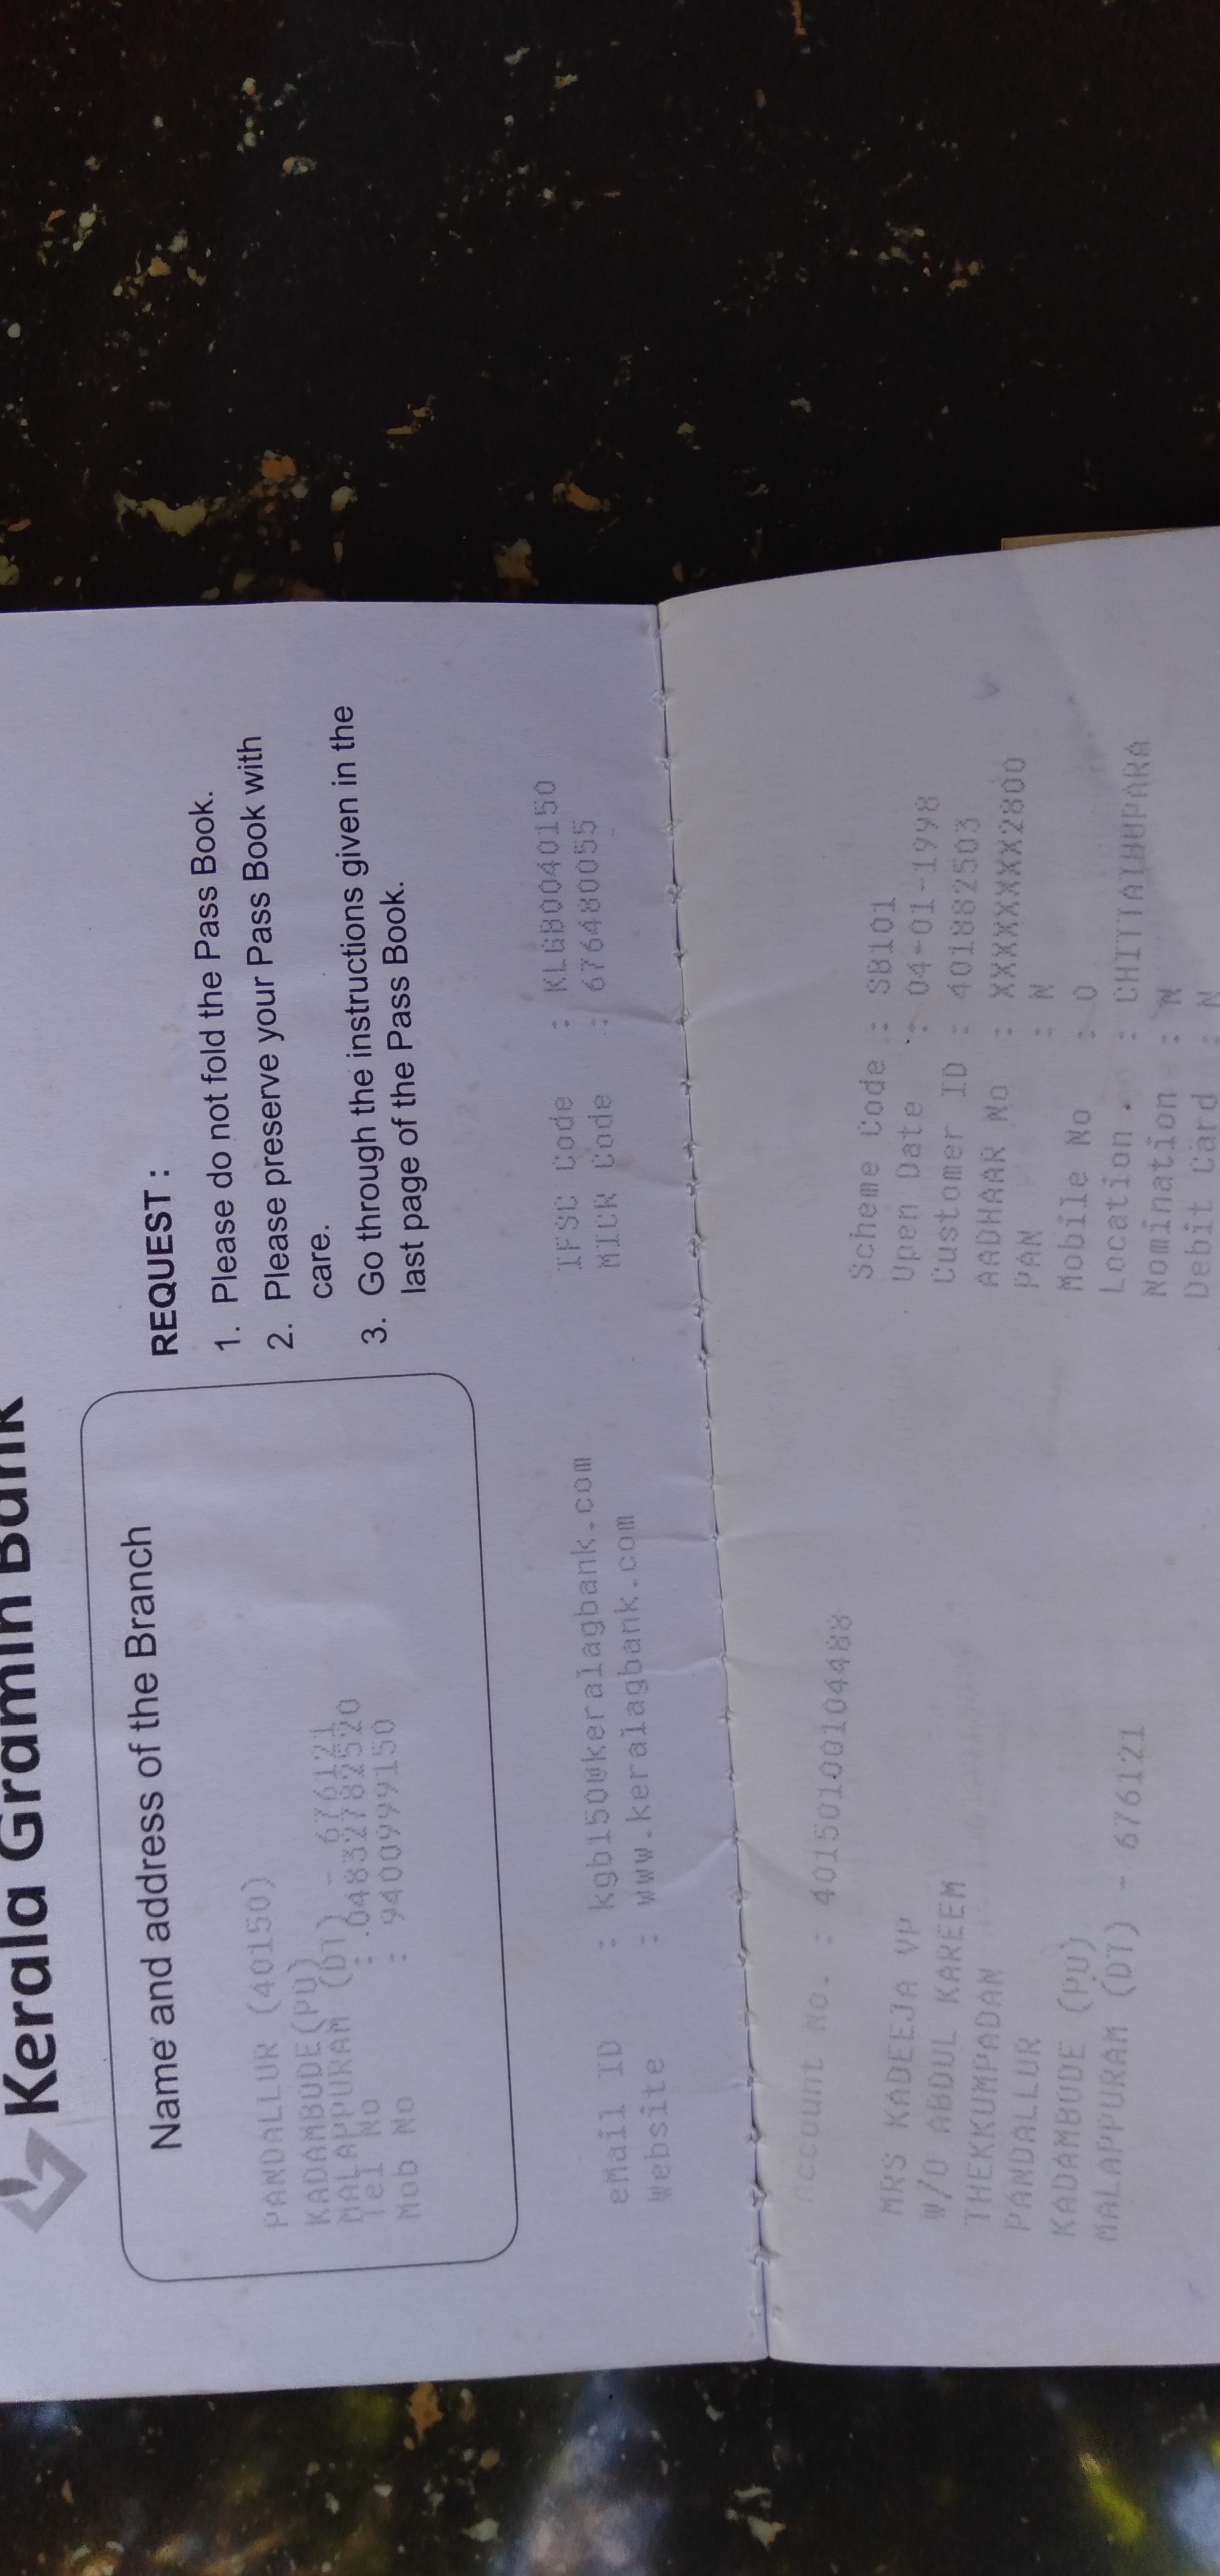 Kerala Gramin Bank
Name and address of the Branch
PANDALLUR (40150)
KADAMBUDE(PO)
MALAPPURAM (DT) - 676121
Tel No : 04832782520
Mob No : 9400999150
REQUEST :
1. Please do not fold the Pass Book.
2. Please preserve your Pass Book with
care.
3. Go through the instructions given in the
last page of the Pass Book.
eMail ID : kgb150@keralagbank.com
Website : www.keralagbank.com
IFSC Code : KLGB0040150
MICR Code : 676480055
Account No. : 40150100104488
MRS KADEEJA VP
W/O ABDUL KAREEM
THEKKUMPADAN
PANDALLUR
KADAMBUDE (PO)
MALAPPURAM (DT) - 676121
Scheme Code : SB101
Open Date : 04-01-1998
Customer ID : 401882503
AADHAAR No : XXXXXXXX2800
PAN : N
Mobile No : 0
Location :
Nomination : N
Debit Card : N